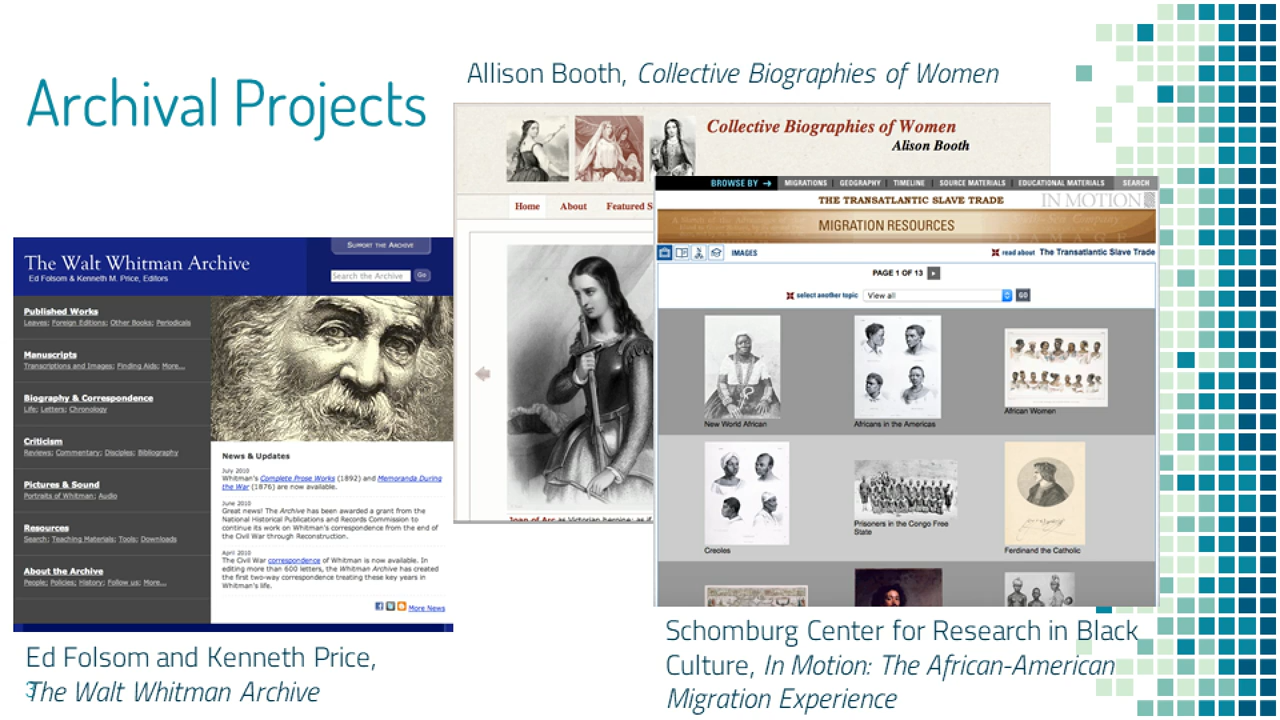 Archival Projects
Allison Booth, Collective Biographies of Women
Collective Biographies of Women
Alison Booth
Home About Featured S
Joan of Arc as Victorian heroine; as if
BROWSE BY → MIGRATIONS | GEOGRAPHY | TIMELINE | SOURCE MATERIALS | EDUCATIONAL MATERIALS SEARCH
THE TRANSATLANTIC SLAVE TRADE IN MOTION
MIGRATION RESOURCES
DAMAGE
IMAGES
read about The Transatlantic Slave Trade
PAGE 1 OF 13
select another topic View all GO
New World African
Africans in the Americas
African Women
Creoles
Prisoners in the Congo Free
State
Ferdinand the Catholic
SUPPORT THE ARCHIVE
The Walt Whitman Archive
Ed Folsom & Kenneth M. Price, Editors
Search the Archive Go
Published Works
Leaves; Foreign Editions; Other Books; Periodicals
Manuscripts
Transcriptions and Images; Finding Aids; More...
Biography & Correspondence
Life; Letters; Chronology
Criticism
Reviews; Commentary; Disciples; Bibliography
Pictures & Sound
Portraits of Whitman; Audio
Resources
Search; Teaching Materials; Tools; Downloads
About the Archive
People; Policies; History; Follow us; More...
News & Updates
July 2010
Whitman's Complete Prose Works (1892) and Memoranda During
the War (1876) are now available.
June 2010
Great news! The Archive has been awarded a grant from the
National Historical Publications and Records Commission to
continue its work on Whitman's correspondence from the end of
the Civil War through Reconstruction.
April 2010
The Civil War correspondence of Whitman is now available. In
editing more than 600 letters, the Whitman Archive has created
the first two-way correspondence treating these key years in
Whitman's life.
More News
Ed Folsom and Kenneth Price,
The Walt Whitman Archive
Schomburg Center for Research in Black
Culture, In Motion: The African-American
Migration Experience